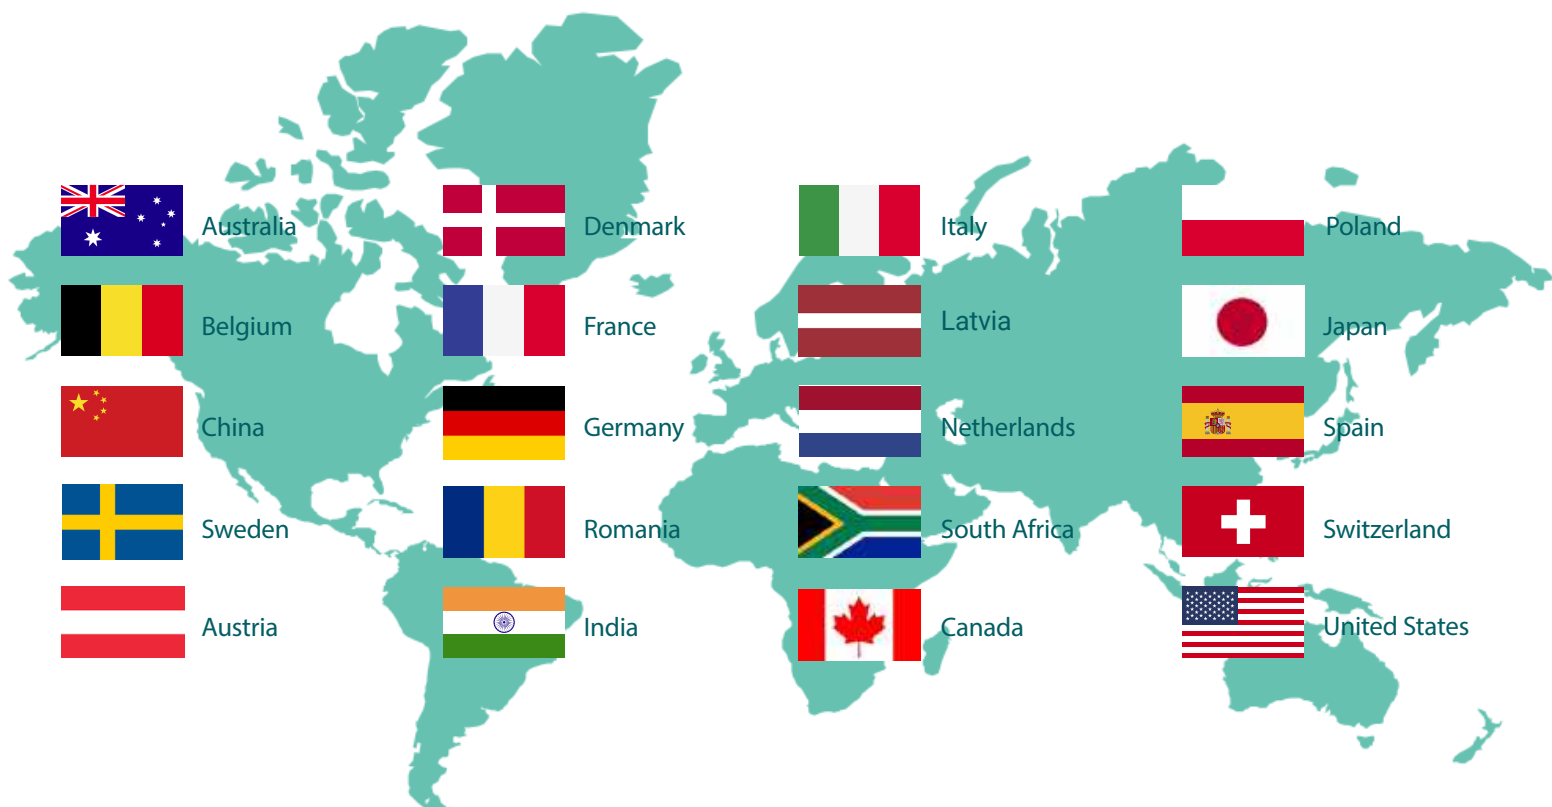 Australia
Denmark
Italy
Poland
Belgium
France
Latvia
Japan
China
Germany
Netherlands
Spain
Sweden
Romania
South Africa
Switzerland
Austria
India
Canada
United States